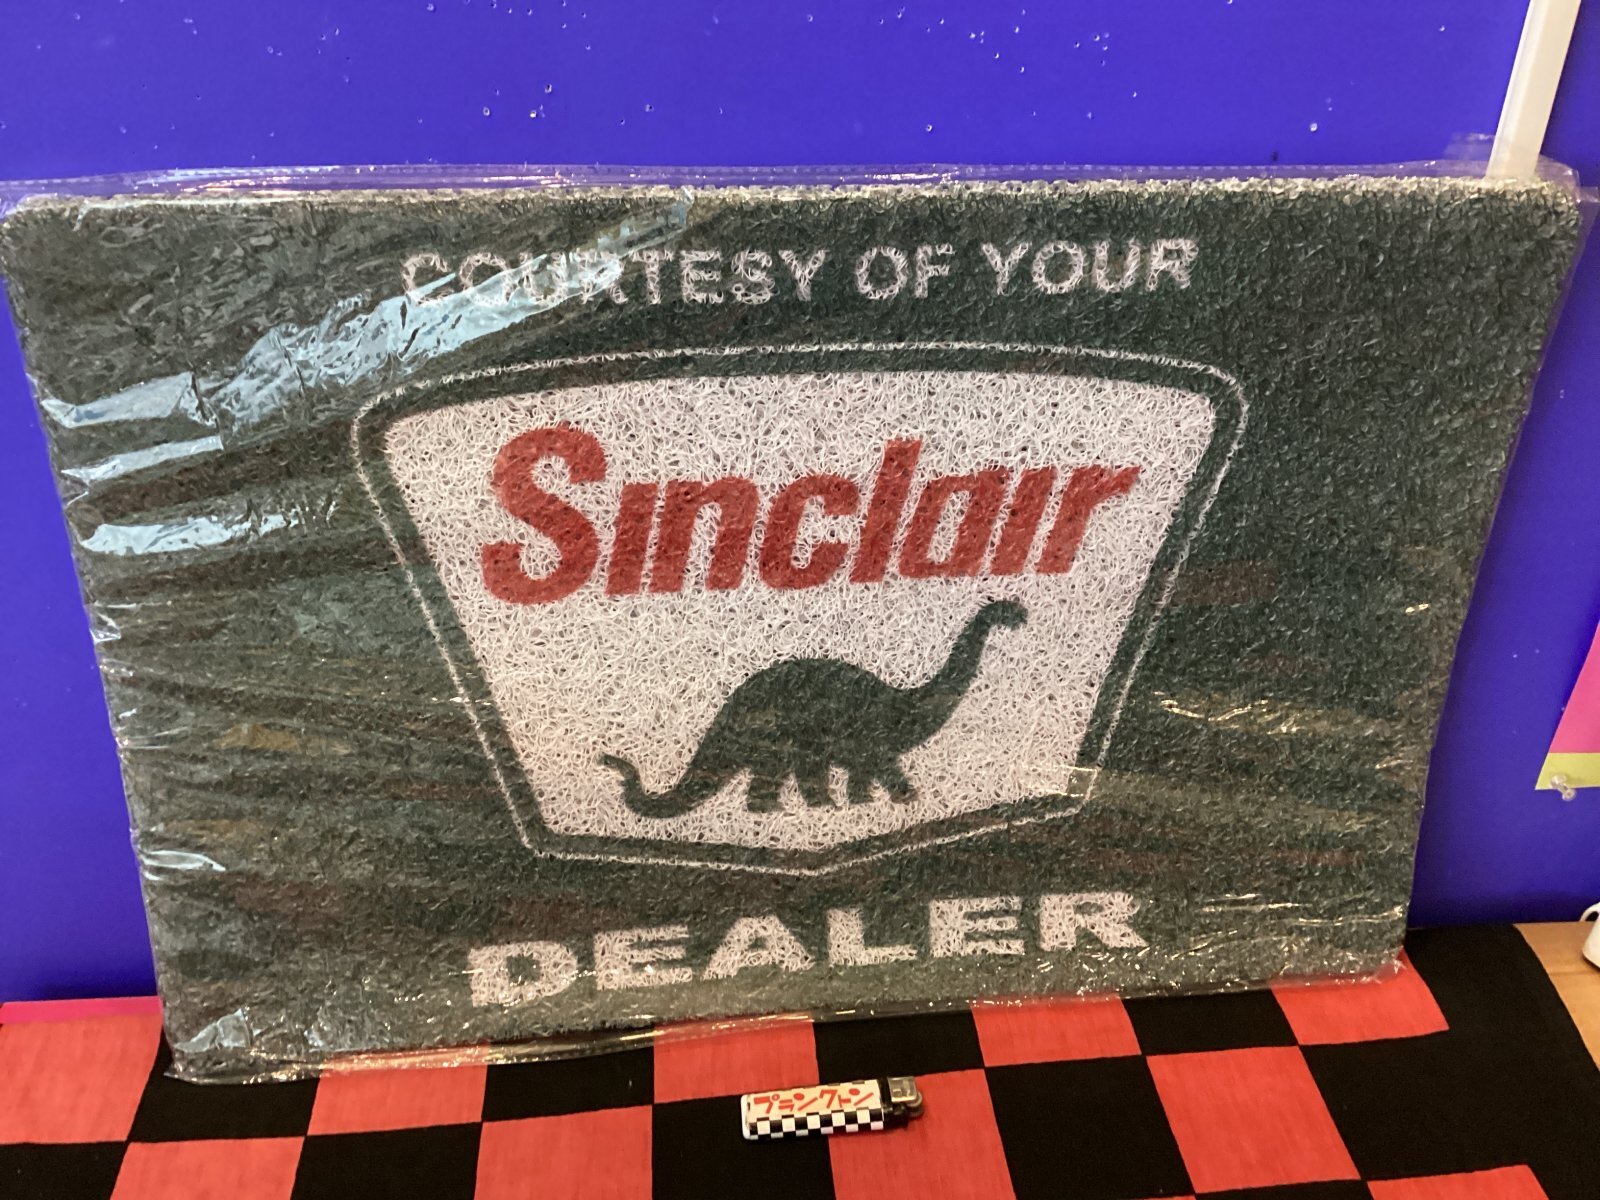 COURTESY OF YOUR
Sinclair
DEALER
プランクトン